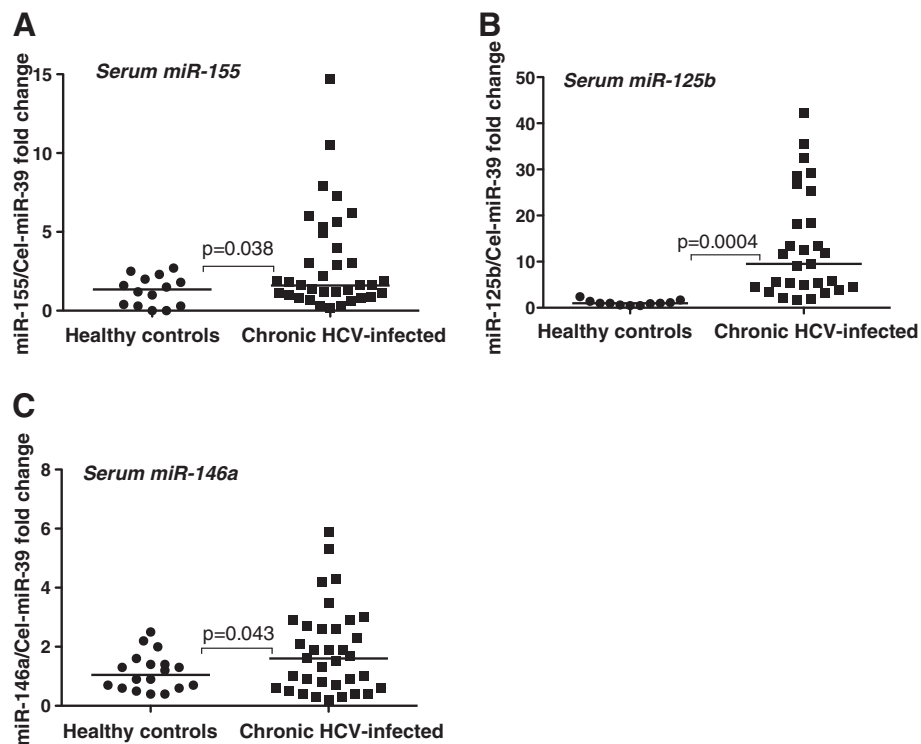 A
miR-155/Cel-miR-39 fold change
Serum miR-155
15
10
5
0
p=0.038
Healthy controls
Chronic HCV-infected
B
miR-125b/Cel-miR-39 fold change
Serum miR-125b
50
40
30
20
10
0
p=0.0004
Healthy controls
Chronic HCV-infected
C
miR-146a/Cel-miR-39 fold change
Serum miR-146a
8
6
4
2
0
p=0.043
Healthy controls
Chronic HCV-infected